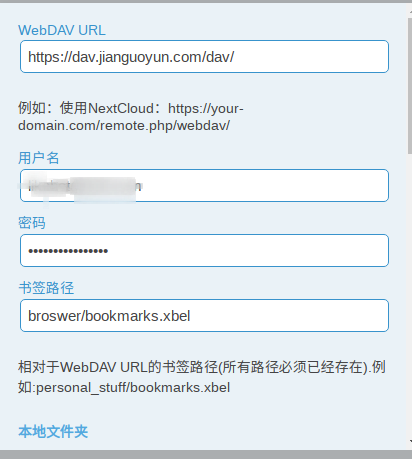 WebDAV URL
https://dav.jianguoyun.com/dav/
例如：使用NextCloud：https://your-
domain.com/remote.php/webdav/
用户名
密码
••••••••••••••••
书签路径
broswer/bookmarks.xbel
相对于WebDAV URL的书签路径(所有路径必须已经存在).例
如:personal_stuff/bookmarks.xbel
本地文件夹